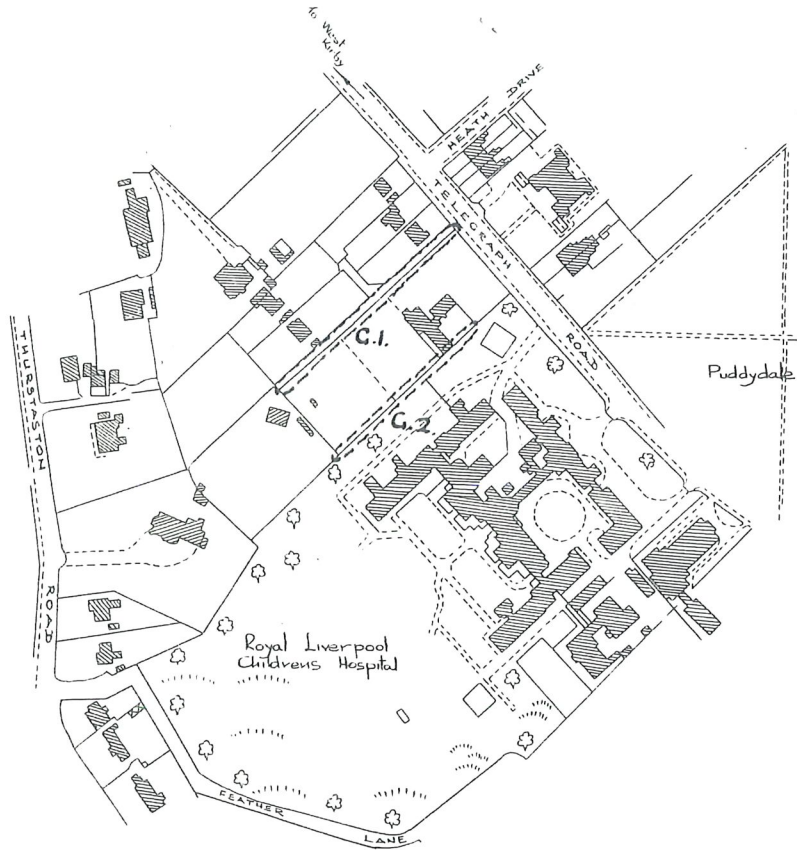 To West
Kirby
HEATH DRIVE
TELEGRAPH
ROAD
G.1.
G.2
Puddydale
THURSTASTON
ROAD
Royal Liverpool
Childrens Hospital
FEATHER
LANE